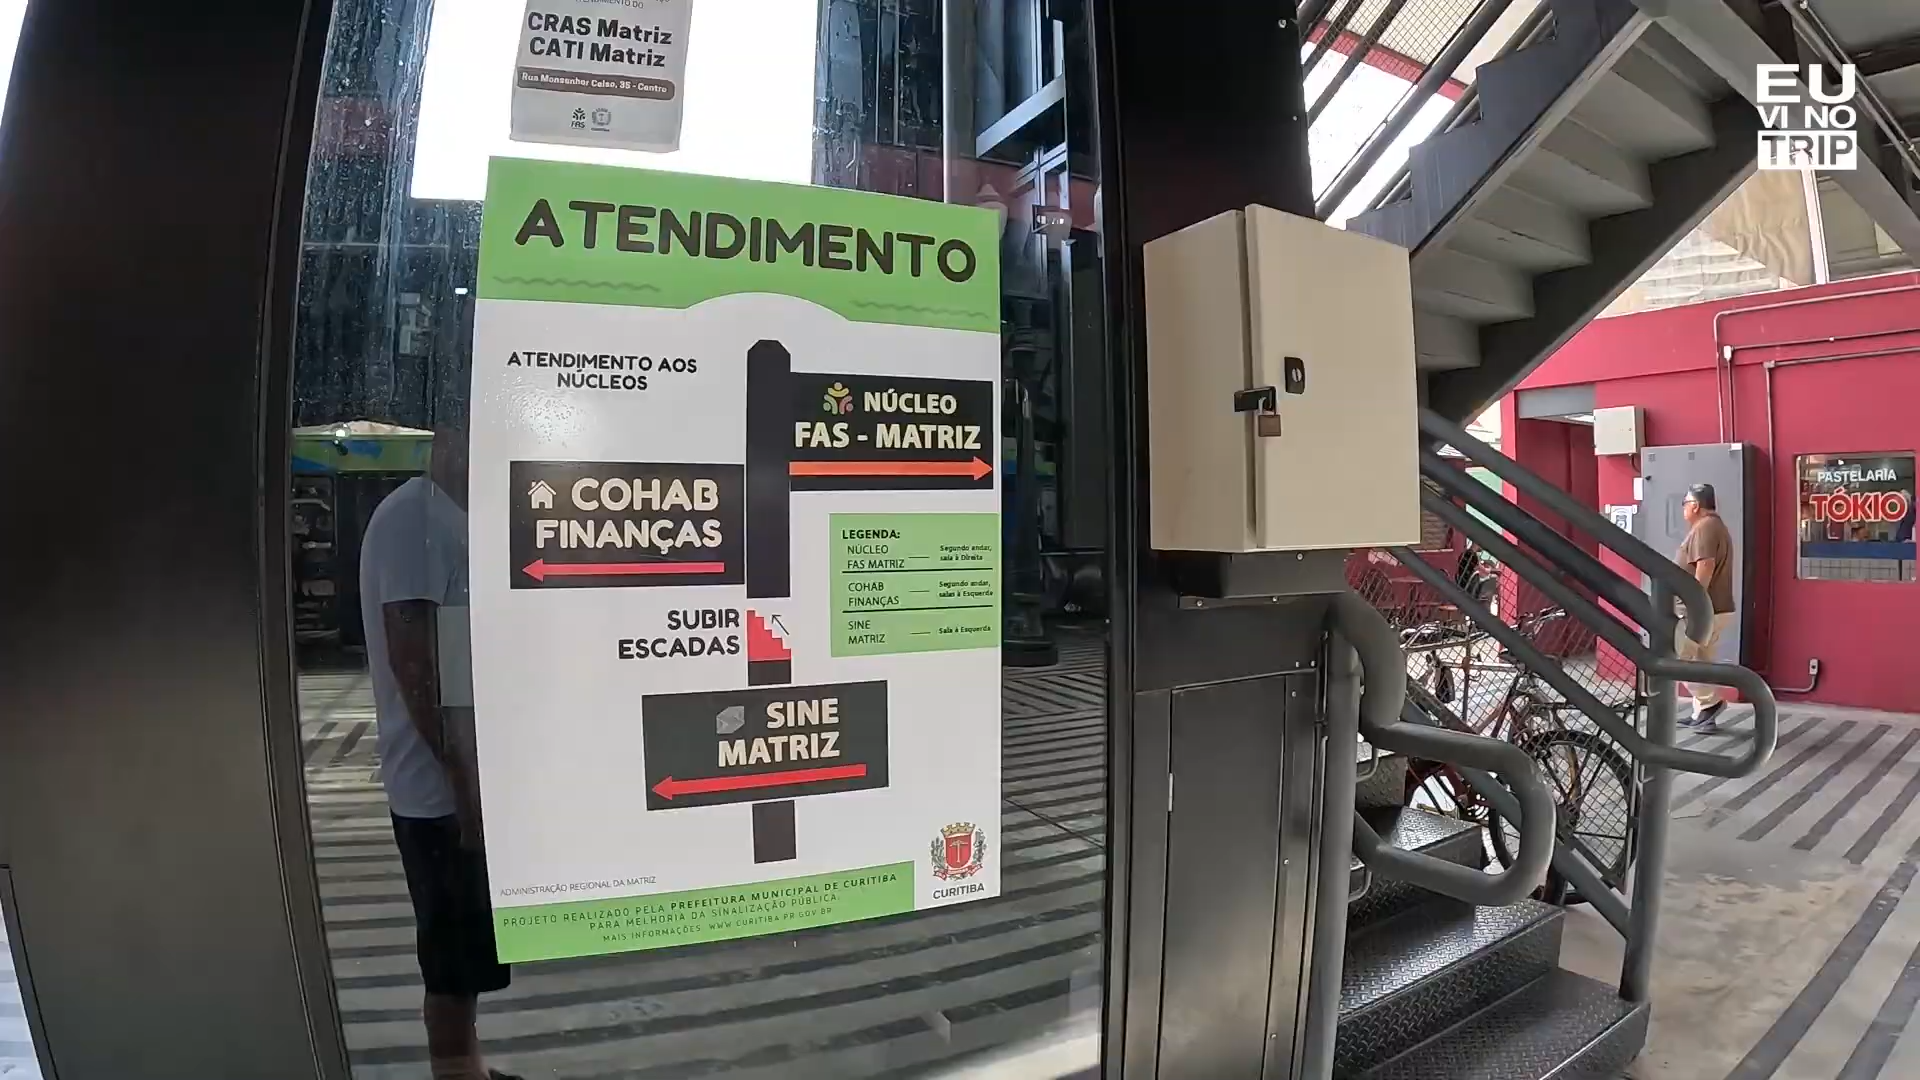 ATENDIMENTO DO
CRAS Matriz
CATI Matriz
Rua Monsenhor Celso, 35 - Centro
FAS
EU
VI NO
TRIP
ATENDIMENTO
ATENDIMENTO AOS
NÚCLEOS
NÚCLEO
FAS - MATRIZ
COHAB
FINANÇAS
LEGENDA:
NÚCLEO
FAS MATRIZ
Segundo andar,
sala à Direita
COHAB
FINANÇAS
Segundo andar,
salas à Esquerda
SINE
MATRIZ
Sala à Esquerda
SUBIR
ESCADAS
SINE
MATRIZ
CURITIBA
ADMINISTRAÇÃO REGIONAL DA MATRIZ
PROJETO REALIZADO PELA PREFEITURA MUNICIPAL DE CURITIBA
PARA MELHORIA DA SINALIZAÇÃO PÚBLICA.
MAIS INFORMAÇÕES: WWW.CURITIBA.PR.GOV.BR
PASTELARIA
TÓKIO